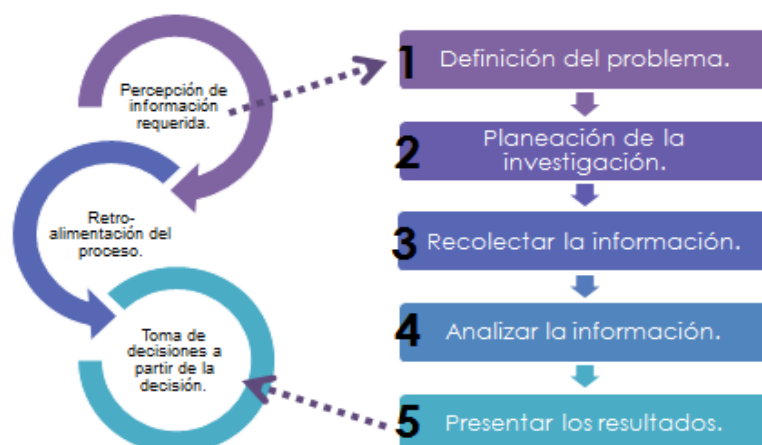 Percepción de
información
requerida.
Retro-
alimentación del
proceso.
Toma de
decisiones a
partir de la
decisión.
1 Definición del problema.
2 Planeación de la
investigación.
3 Recolectar la información.
4 Analizar la información.
5 Presentar los resultados.